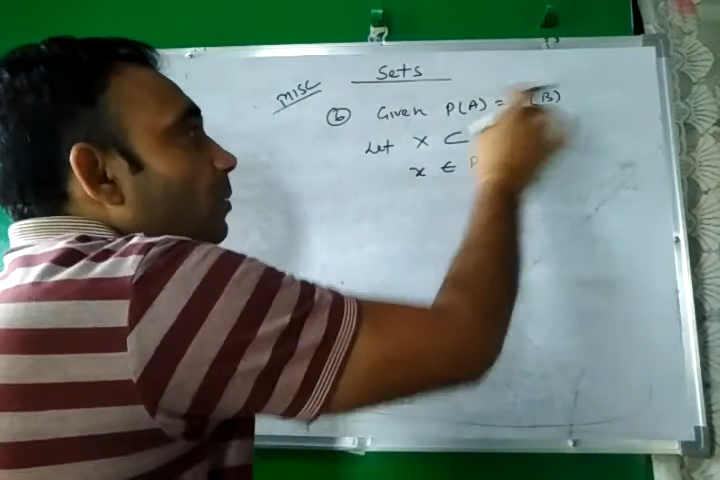 Sets
MISC
6 Given P(A) = (B)
Let X ⊂
x ∈ P